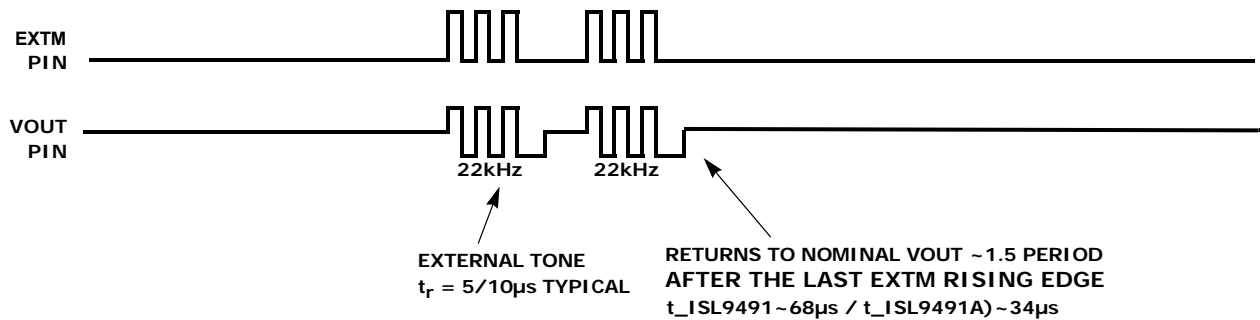 EXTM
PIN
VOUT
PIN
22kHz 22kHz
EXTERNAL TONE
tr = 5/10µs TYPICAL
RETURNS TO NOMINAL VOUT ~1.5 PERIOD
AFTER THE LAST EXTM RISING EDGE
t_ISL9491~68µs / t_ISL9491A)~34µs